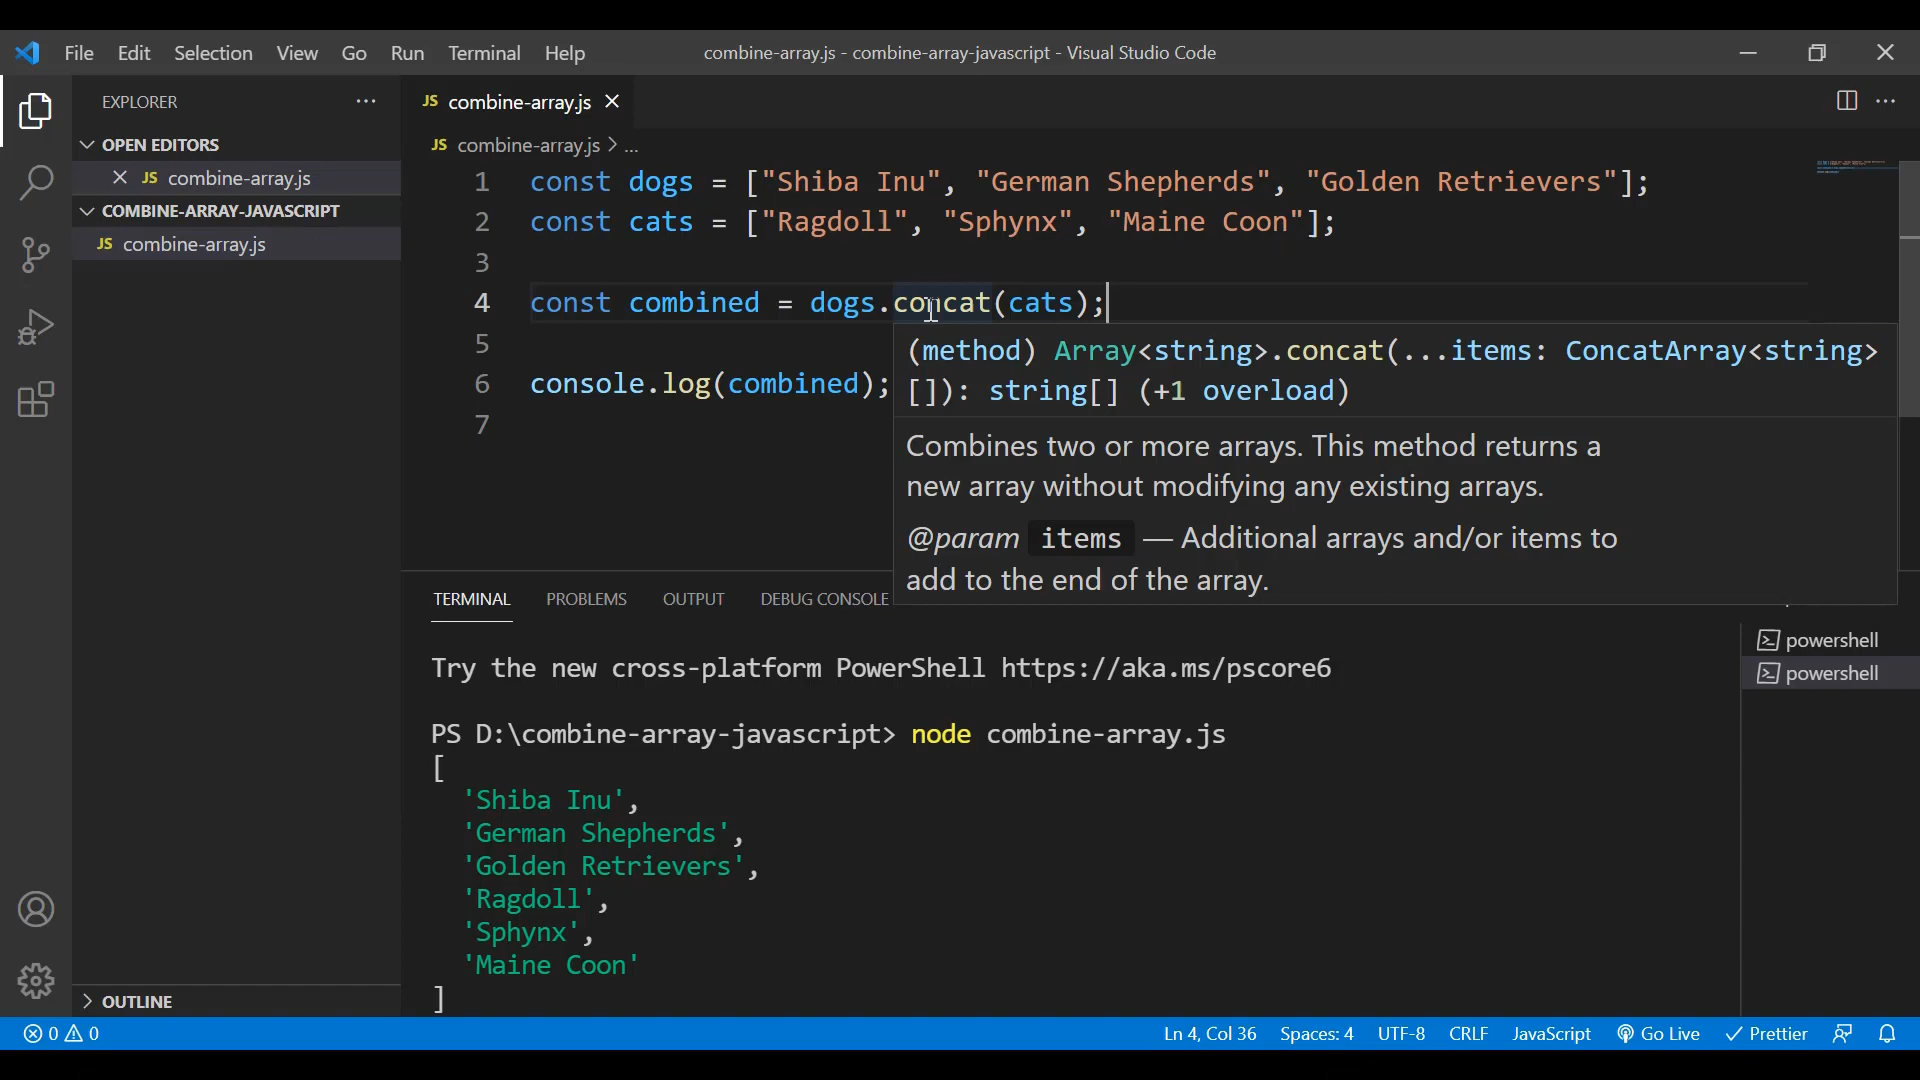 File Edit Selection View Go Run Terminal Help combine-array.js - combine-array-javascript - Visual Studio Code
EXPLORER
OPEN EDITORS
JS combine-array.js
COMBINE-ARRAY-JAVASCRIPT
JS combine-array.js
OUTLINE
JS combine-array.js
JS combine-array.js > ...
1 const dogs = ["Shiba Inu", "German Shepherds", "Golden Retrievers"];
2 const cats = ["Ragdoll", "Sphynx", "Maine Coon"];
3
4 const combined = dogs.concat(cats);
5
6 console.log(combined);
7
(method) Array<string>.concat(...items: ConcatArray<string>
[]): string[] (+1 overload)
Combines two or more arrays. This method returns a
new array without modifying any existing arrays.
@param items — Additional arrays and/or items to
add to the end of the array.
TERMINAL PROBLEMS OUTPUT DEBUG CONSOLE
Try the new cross-platform PowerShell https://aka.ms/pscore6
PS D:\combine-array-javascript> node combine-array.js
[
'Shiba Inu',
'German Shepherds',
'Golden Retrievers',
'Ragdoll',
'Sphynx',
'Maine Coon'
]
powershell
powershell
0 0 Ln 4, Col 36 Spaces: 4 UTF-8 CRLF JavaScript Go Live Prettier